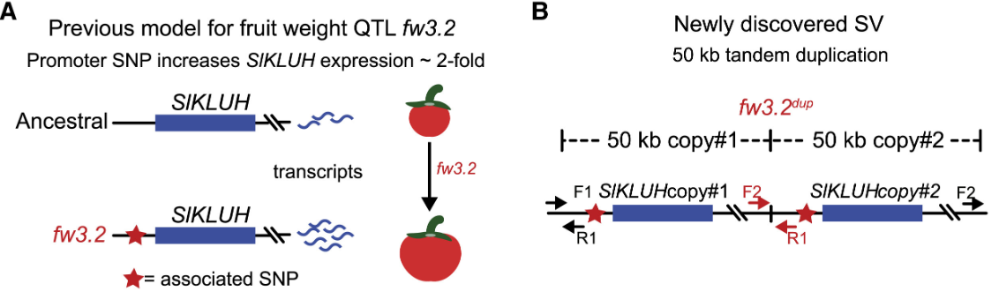 A
Previous model for fruit weight QTL fw3.2
Promoter SNP increases SlKLUH expression ~ 2-fold
SlKLUH
Ancestral
transcripts
fw3.2
SlKLUH
fw3.2
= associated SNP
B
Newly discovered SV
50 kb tandem duplication
fw3.2dup
50 kb copy#1
50 kb copy#2
F1
SlKLUHcopy#1
F2
SlKLUHcopy#2
F2
R1
R1